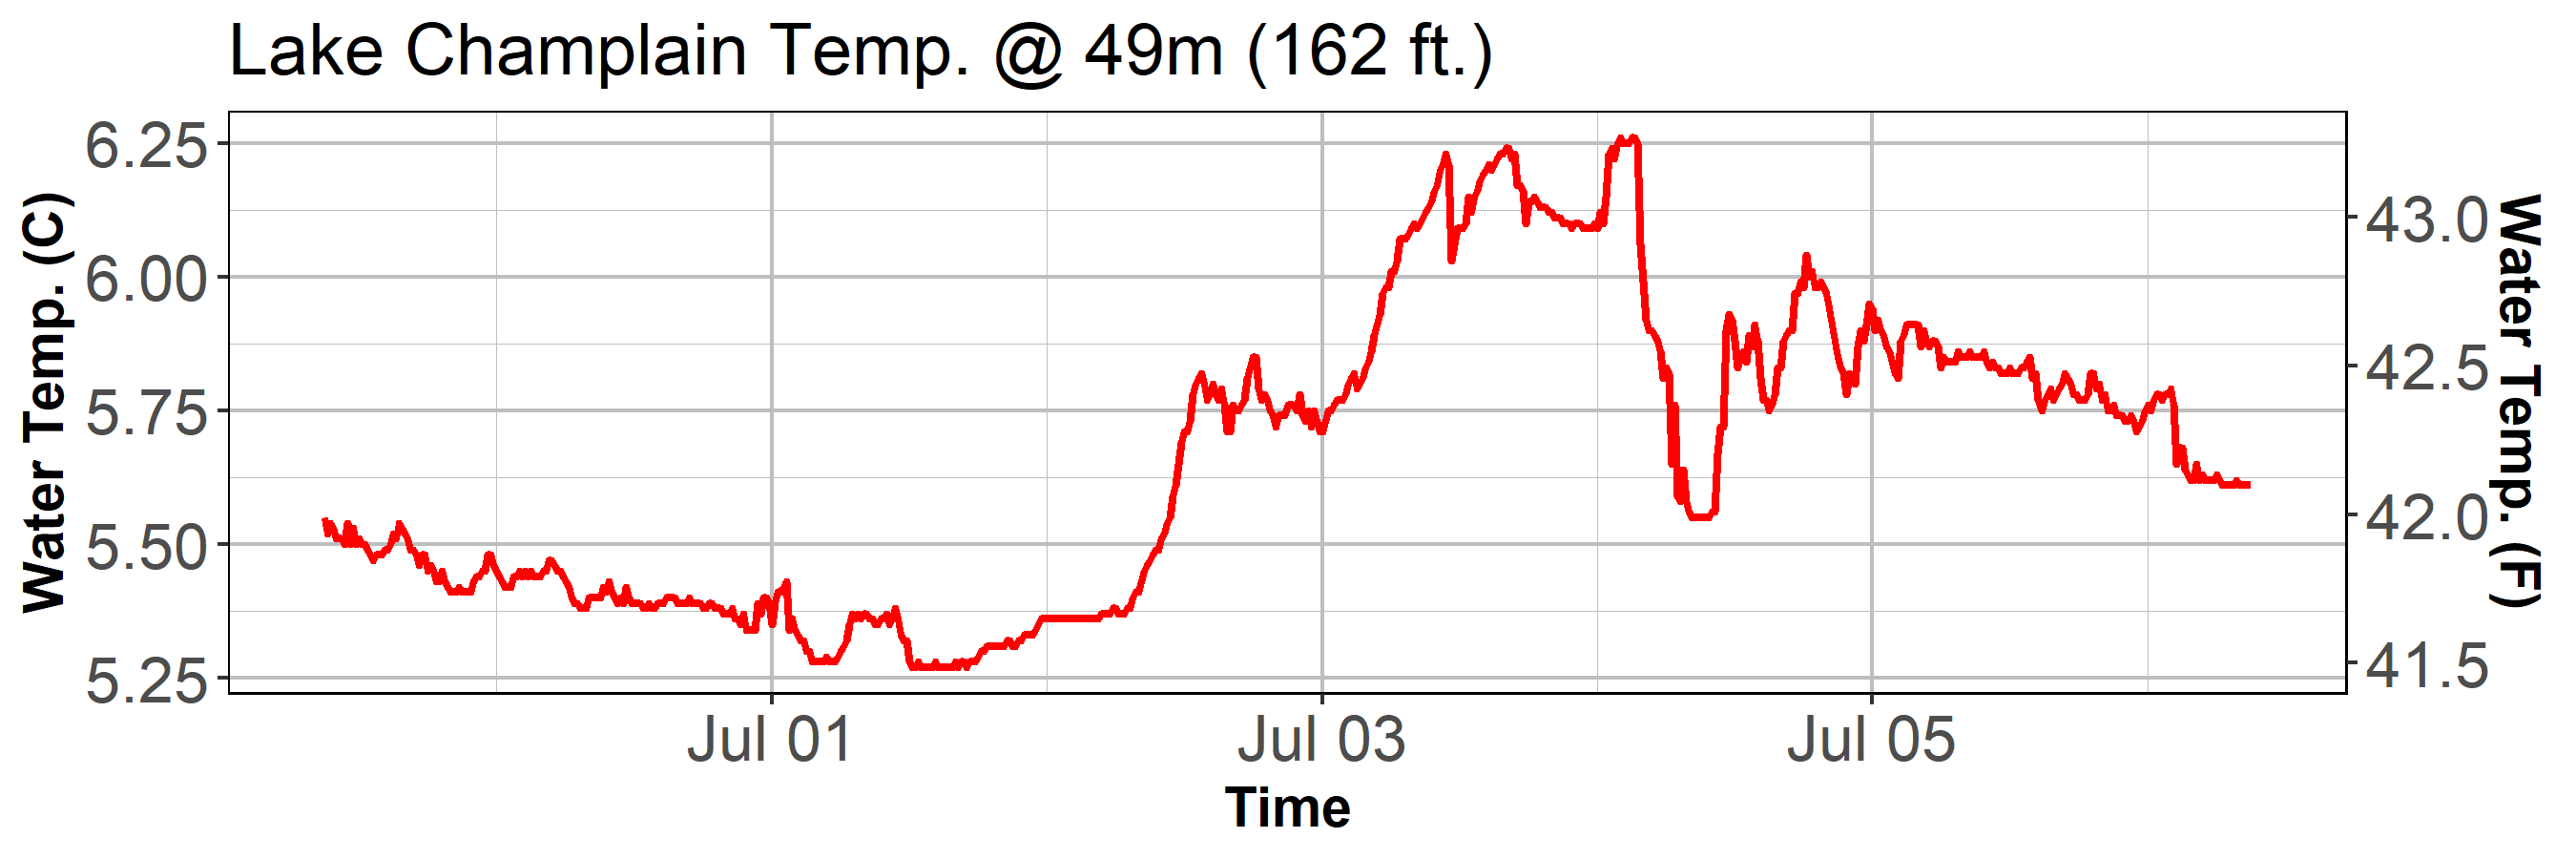 Lake Champlain Temp. @ 49m (162 ft.)
Water Temp. (C)
6.25
6.00
5.75
5.50
5.25
43.0
42.5
42.0
41.5
Water Temp. (F)
Jul 01
Jul 03
Jul 05
Time